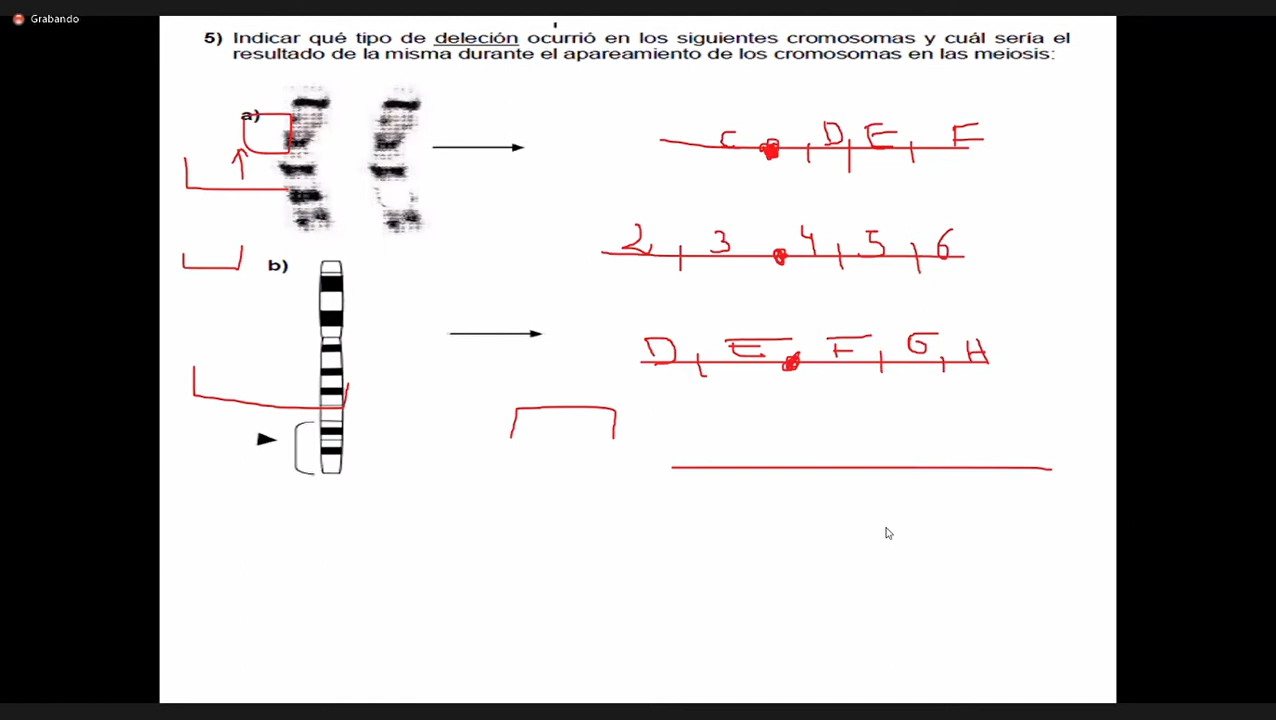 Grabando
5) Indicar qué tipo de deleción ocurrió en los siguientes cromosomas y cuál sería el
resultado de la misma durante el apareamiento de los cromosomas en las meiosis:
a)
C D E F
2 3 4 5 6
b)
D E F G H